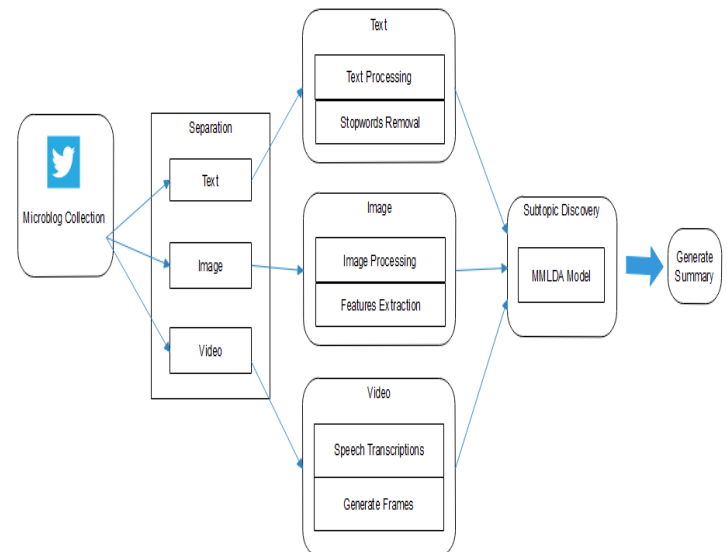 Microblog Collection
Separation
Text
Image
Video
Text
Text Processing
Stopwords Removal
Image
Image Processing
Features Extraction
Video
Speech Transcriptions
Generate Frames
Subtopic Discovery
MMLDA Model
Generate
Summary